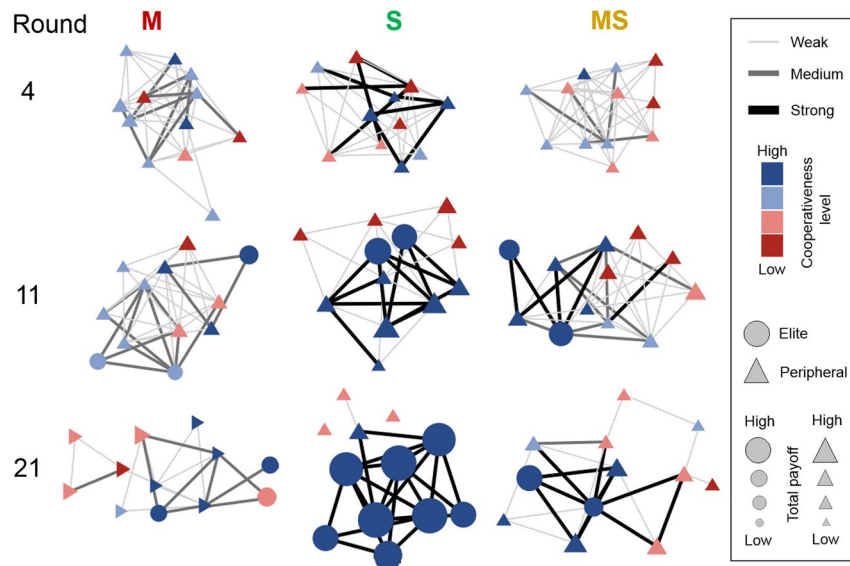 Round
M
S
MS
4
11
21
Weak
Medium
Strong
High
Low
Cooperativeness
level
Elite
Peripheral
High
High
Total payoff
Low
Low